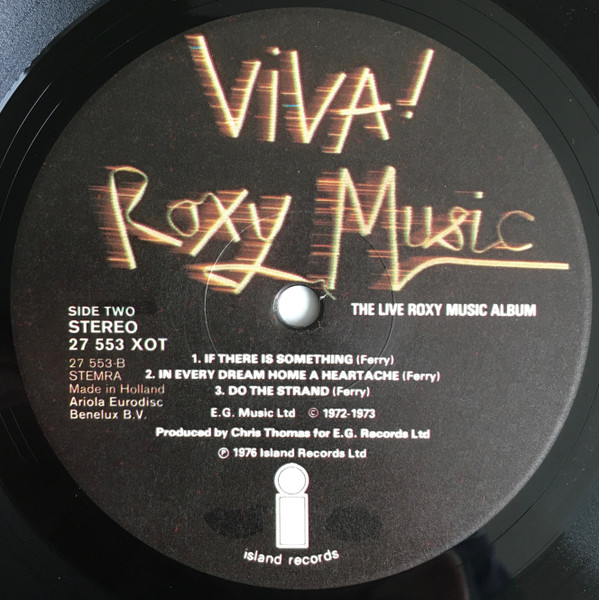 ViVA!
Roxy Music
THE LIVE ROXY MUSIC ALBUM
SIDE TWO
STEREO
27 553 XOT
27 553-B
STEMRA
Made in Holland
Ariola Eurodisc
Benelux B.V.
1. IF THERE IS SOMETHING (Ferry)
2. IN EVERY DREAM HOME A HEARTACHE (Ferry)
3. DO THE STRAND (Ferry)
E.G. Music Ltd © 1972-1973
Produced by Chris Thomas for E.G. Records Ltd
℗ 1976 Island Records Ltd
island records